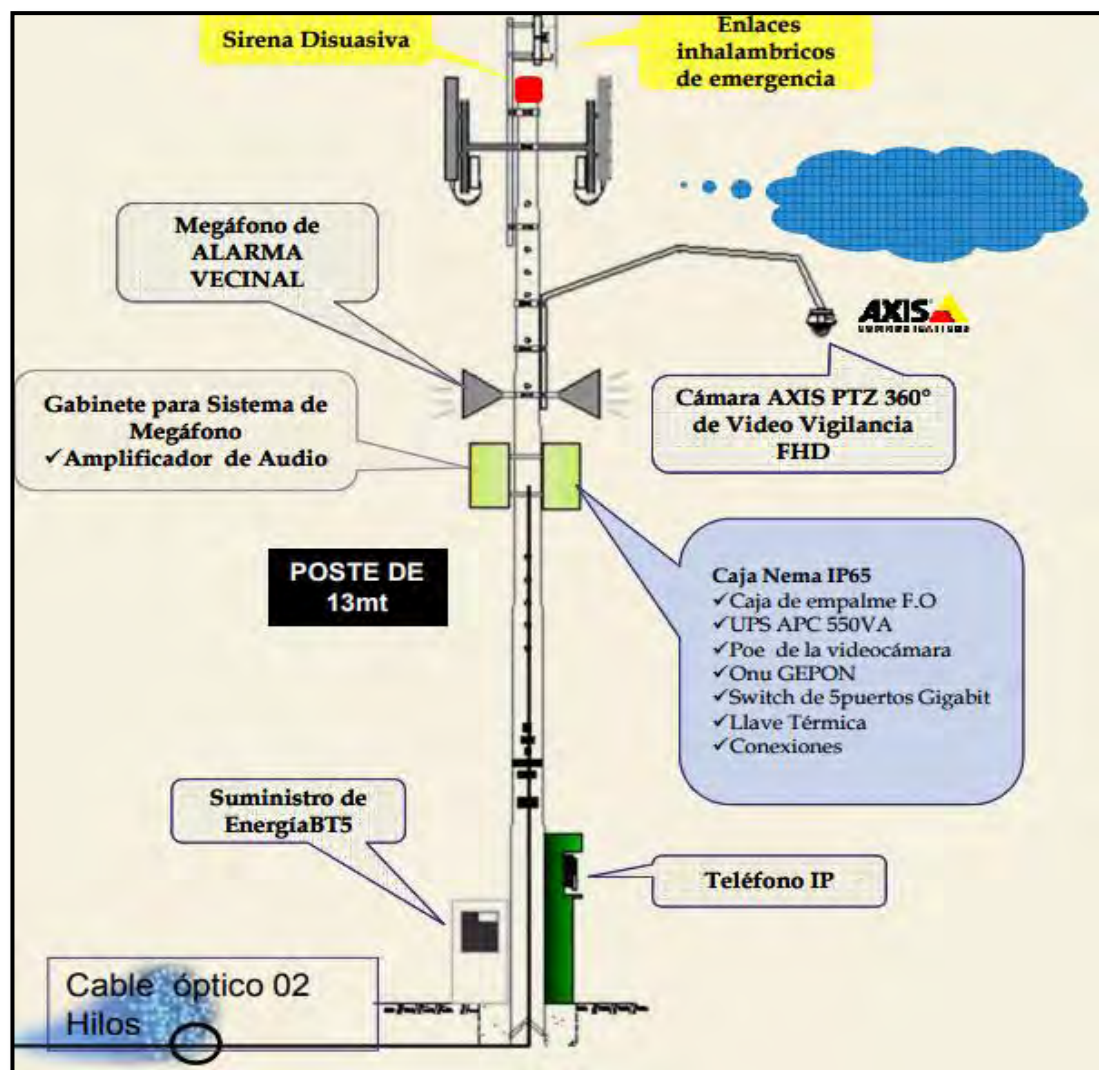 Sirena Disuasiva
Enlaces
inhalambricos
de emergencia
Megáfono de
ALARMA
VECINAL
AXIS
COMMUNICATIONS
Cámara AXIS PTZ 360°
de Video Vigilancia
FHD
Gabinete para Sistema de
Megáfono
✓Amplificador de Audio
POSTE DE
13mt
Caja Nema IP65
✓Caja de empalme F.O
✓UPS APC 550VA
✓Poe de la videocámara
✓Onu GEPON
✓Switch de 5puertos Gigabit
✓Llave Térmica
✓Conexiones
Suministro de
EnergíaBT5
Teléfono IP
Cable óptico 02
Hilos